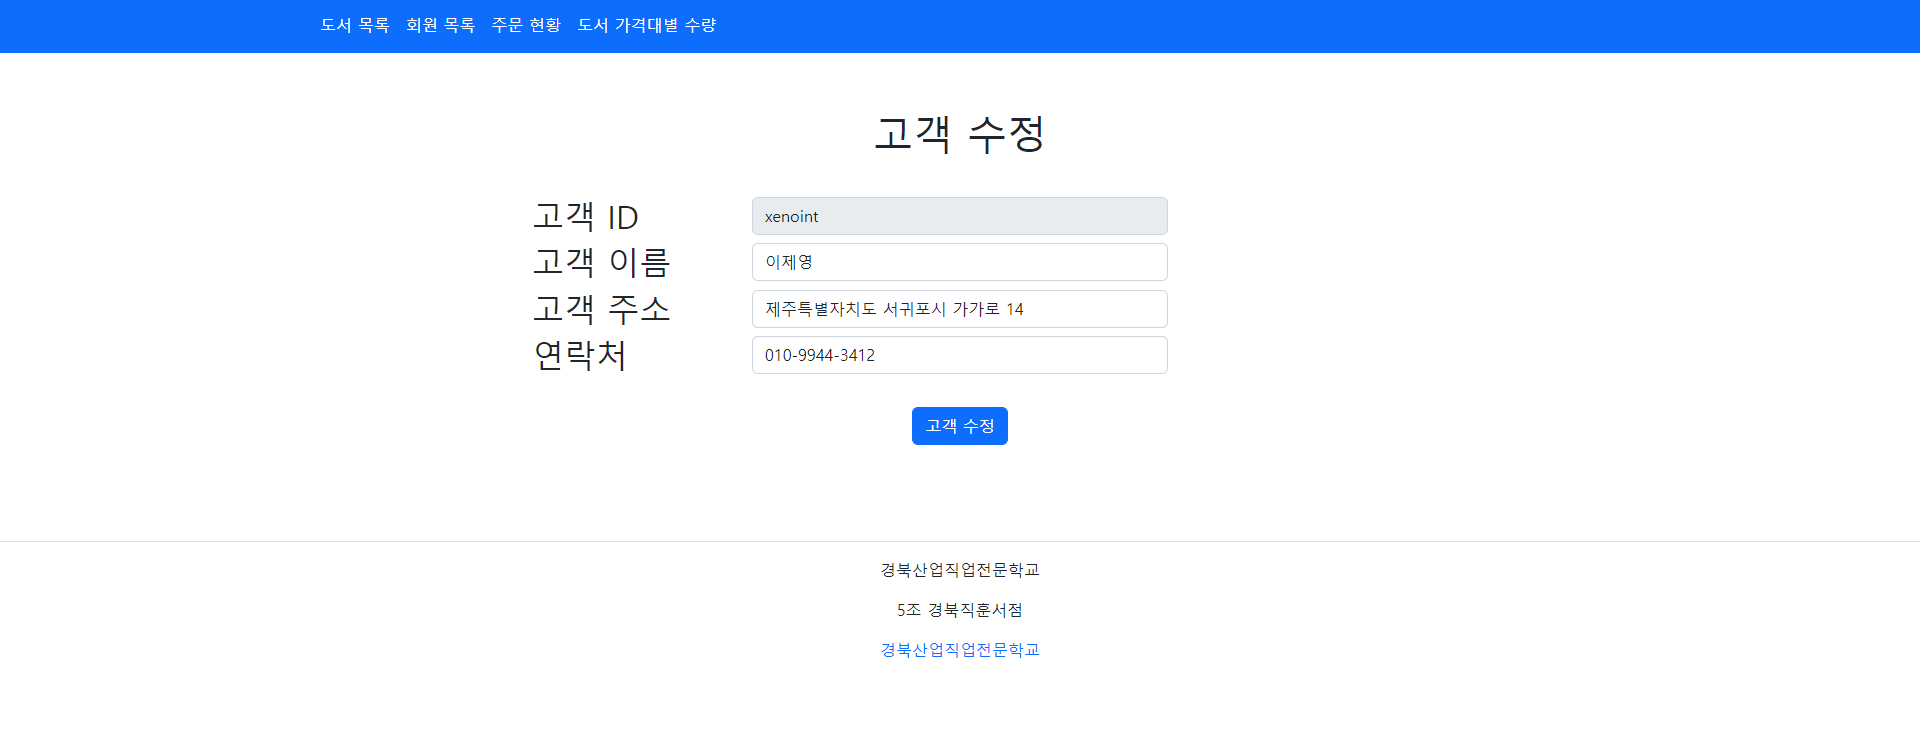 도서 목록 회원 목록 주문 현황 도서 가격대별 수량
고객 수정
고객 ID xenoint
고객 이름 이제영
고객 주소 제주특별자치도 서귀포시 가가로 14
연락처 010-9944-3412
고객 수정
경북산업직업전문학교
5조 경북직훈서점
경북산업직업전문학교